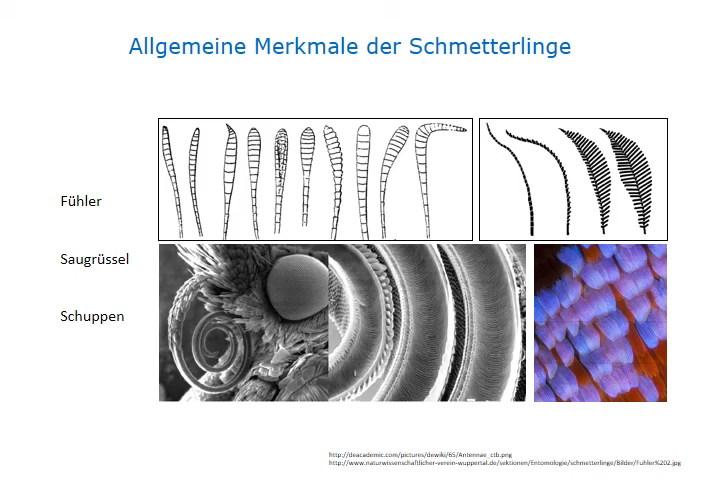 Allgemeine Merkmale der Schmetterlinge
Fühler
Saugrüssel
Schuppen
http://deacademic.com/pictures/dewiki/65/Antennae_ctb.png
http://www.naturwissenschaftlicher-verein-wuppertal.de/sektionen/Entomologie/schmetterlinge/Bilder/Fuhler%202.jpg